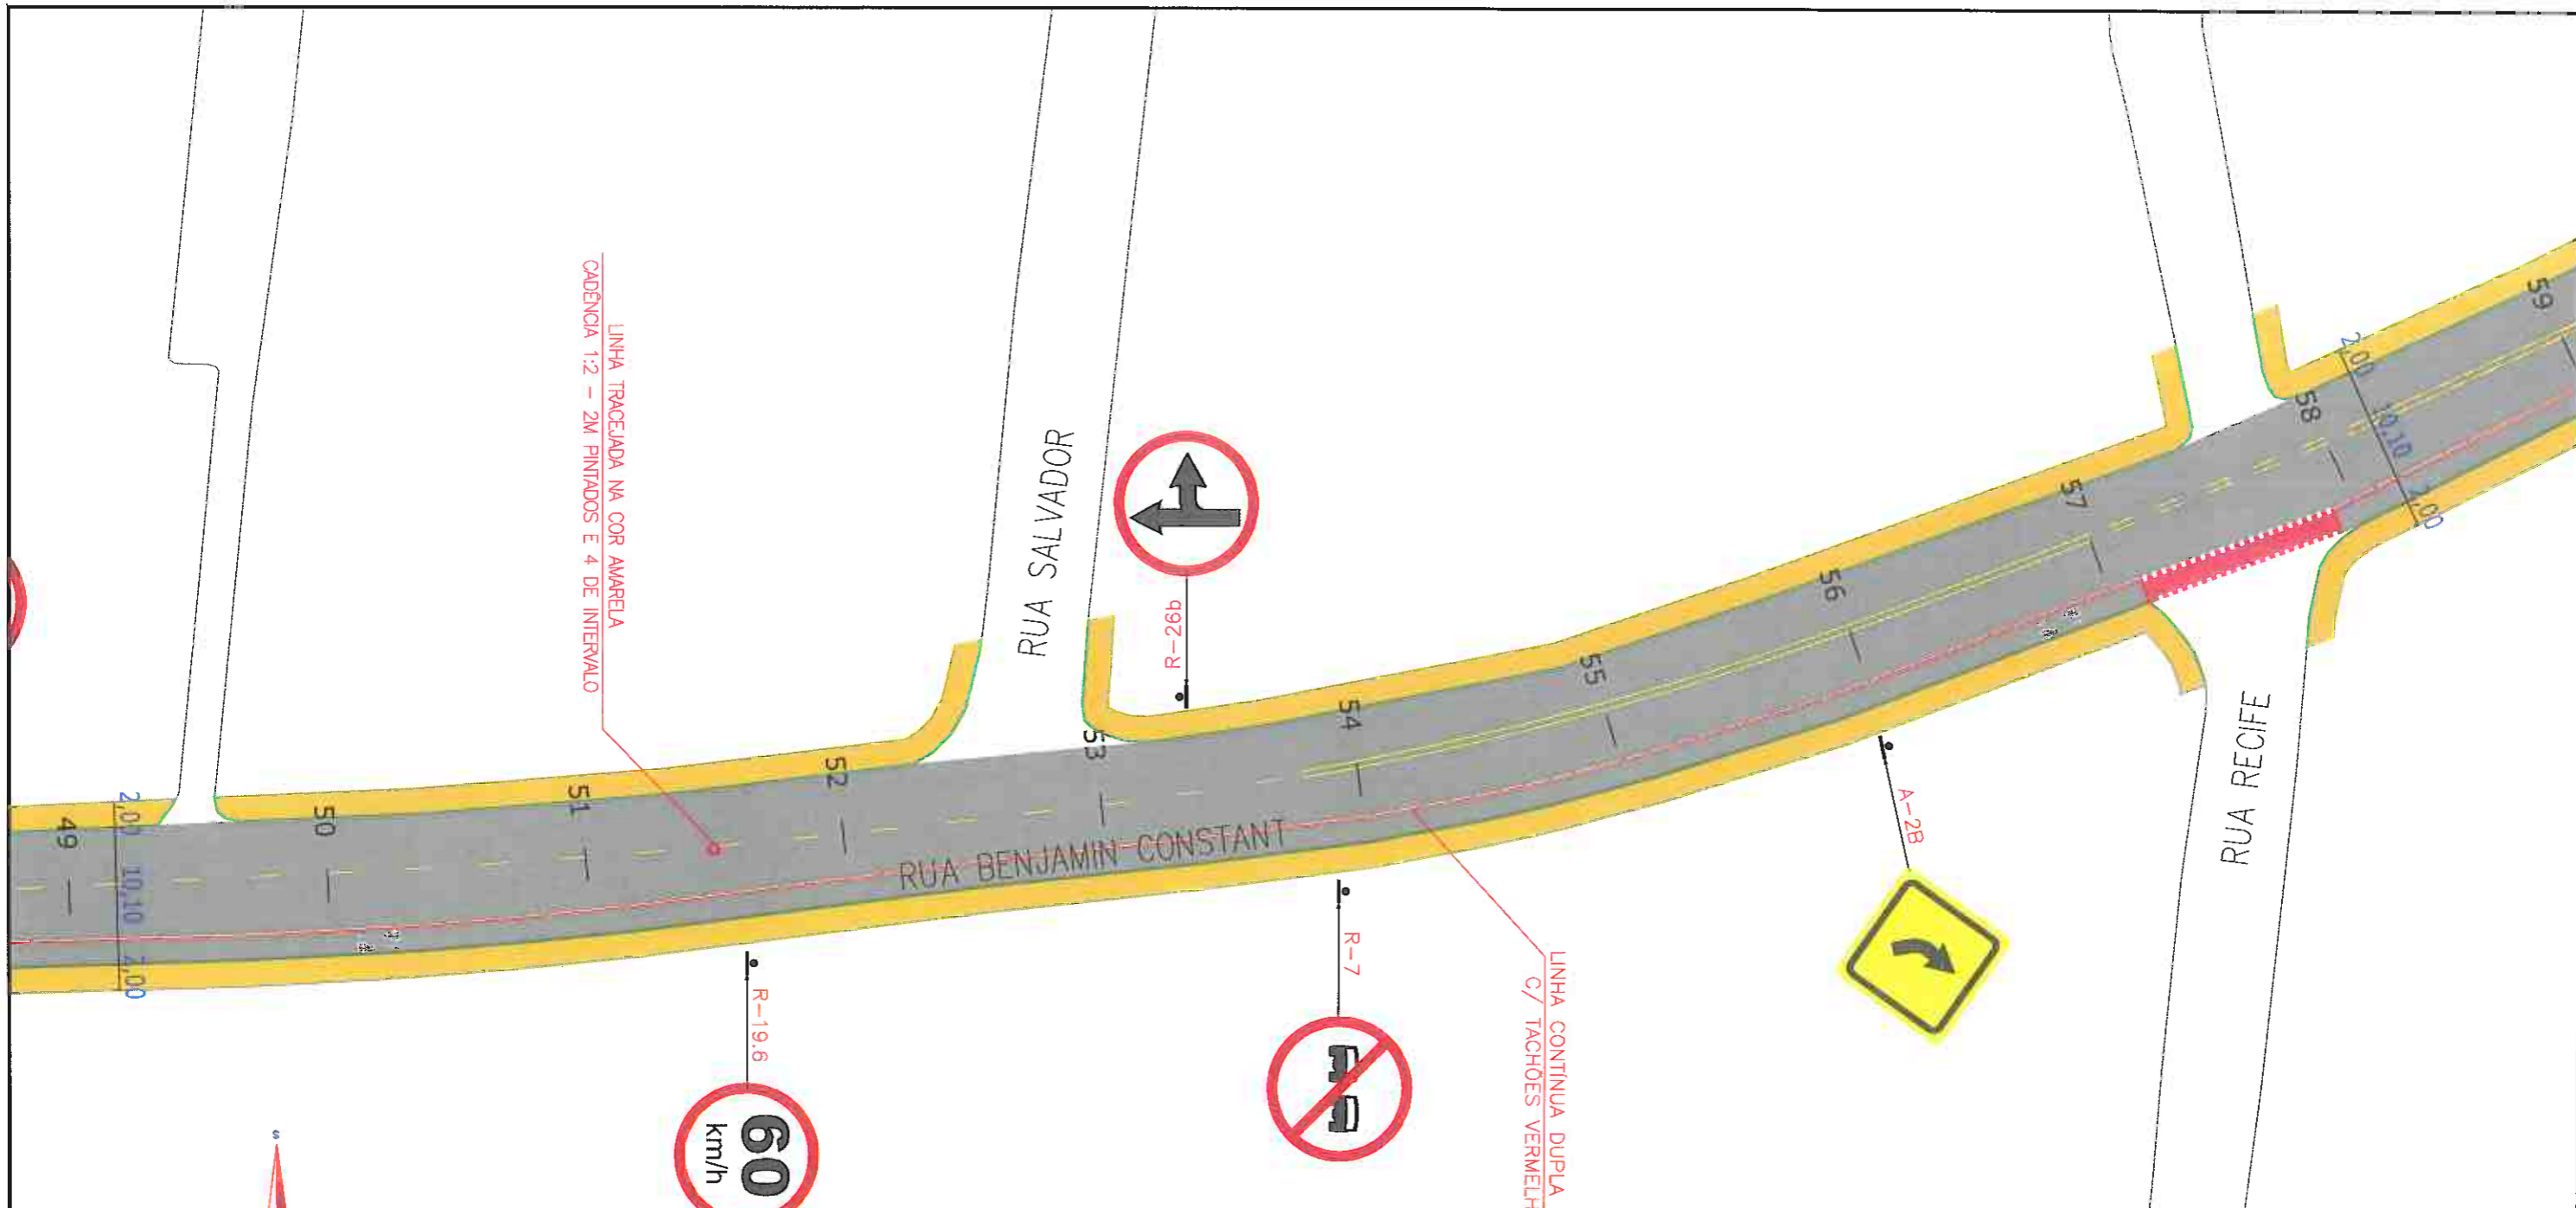 59
2,00
10,10
2,00
58
57
56
55
54
53
52
51
50
49
2,00
10,10
2,00
RUA SALVADOR
RUA RECIFE
RUA BENJAMIN CONSTANT
LINHA TRACEJADA NA COR AMARELA
CADÊNCIA 1:2 - 2M PINTADOS E 4 DE INTERVALO
R-26b
R-19.6
60
km/h
R-7
LINHA CONTÍNUA DUPLA
C/ TACHÕES VERMELH
A-2B